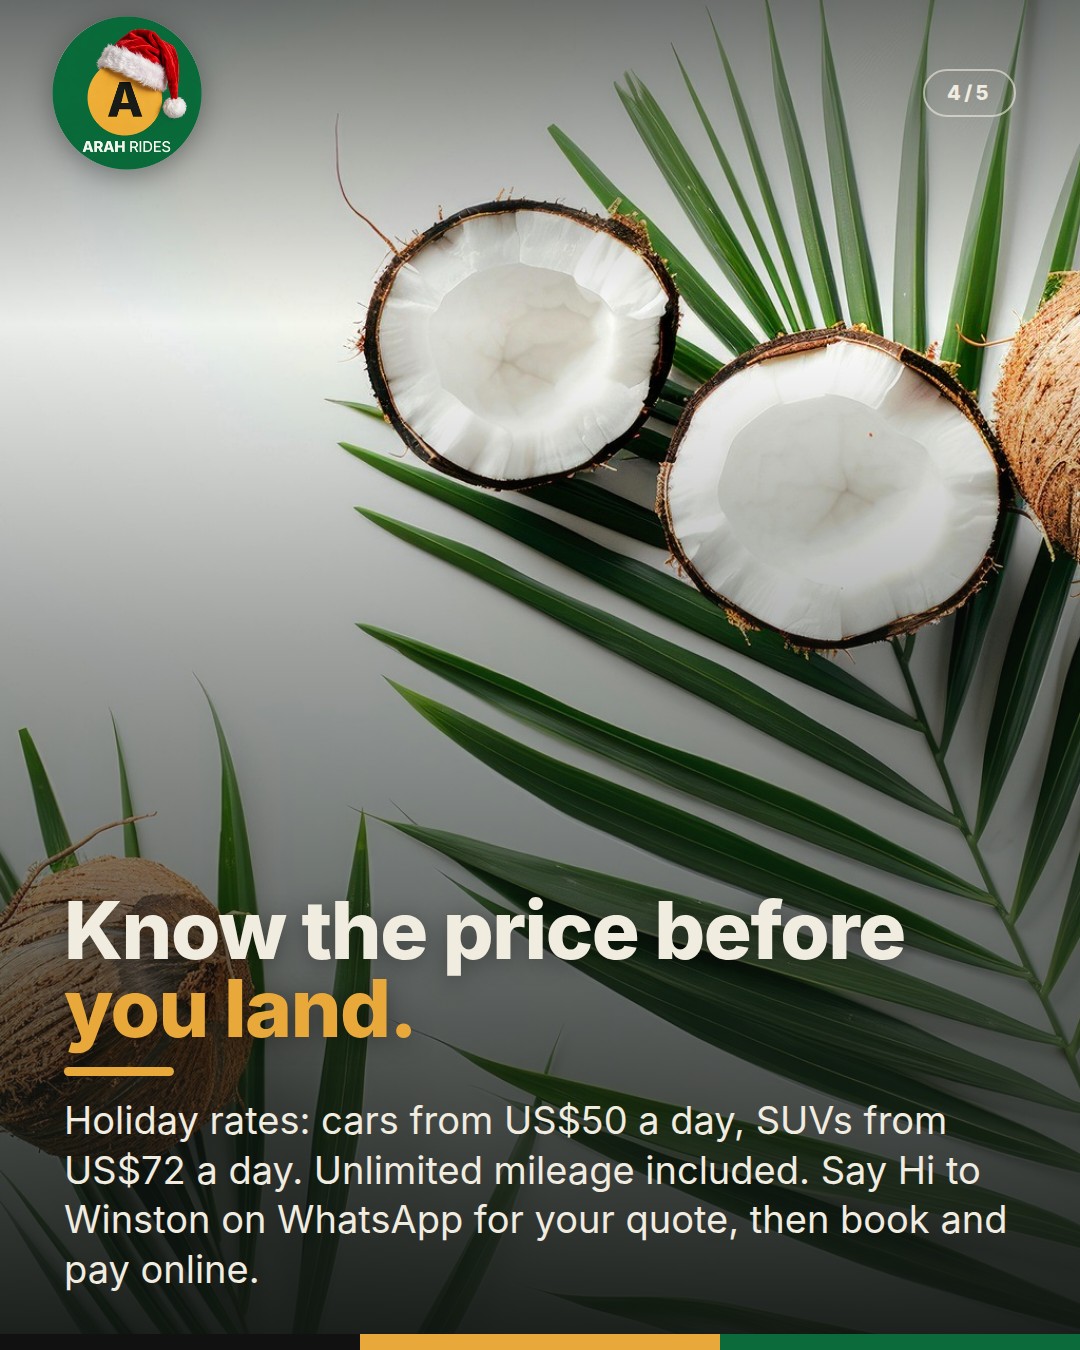 A
ARAH RIDES
4/5
Know the price before
you land.
Holiday rates: cars from US$50 a day, SUVs from
US$72 a day. Unlimited mileage included. Say Hi to
Winston on WhatsApp for your quote, then book and
pay online.